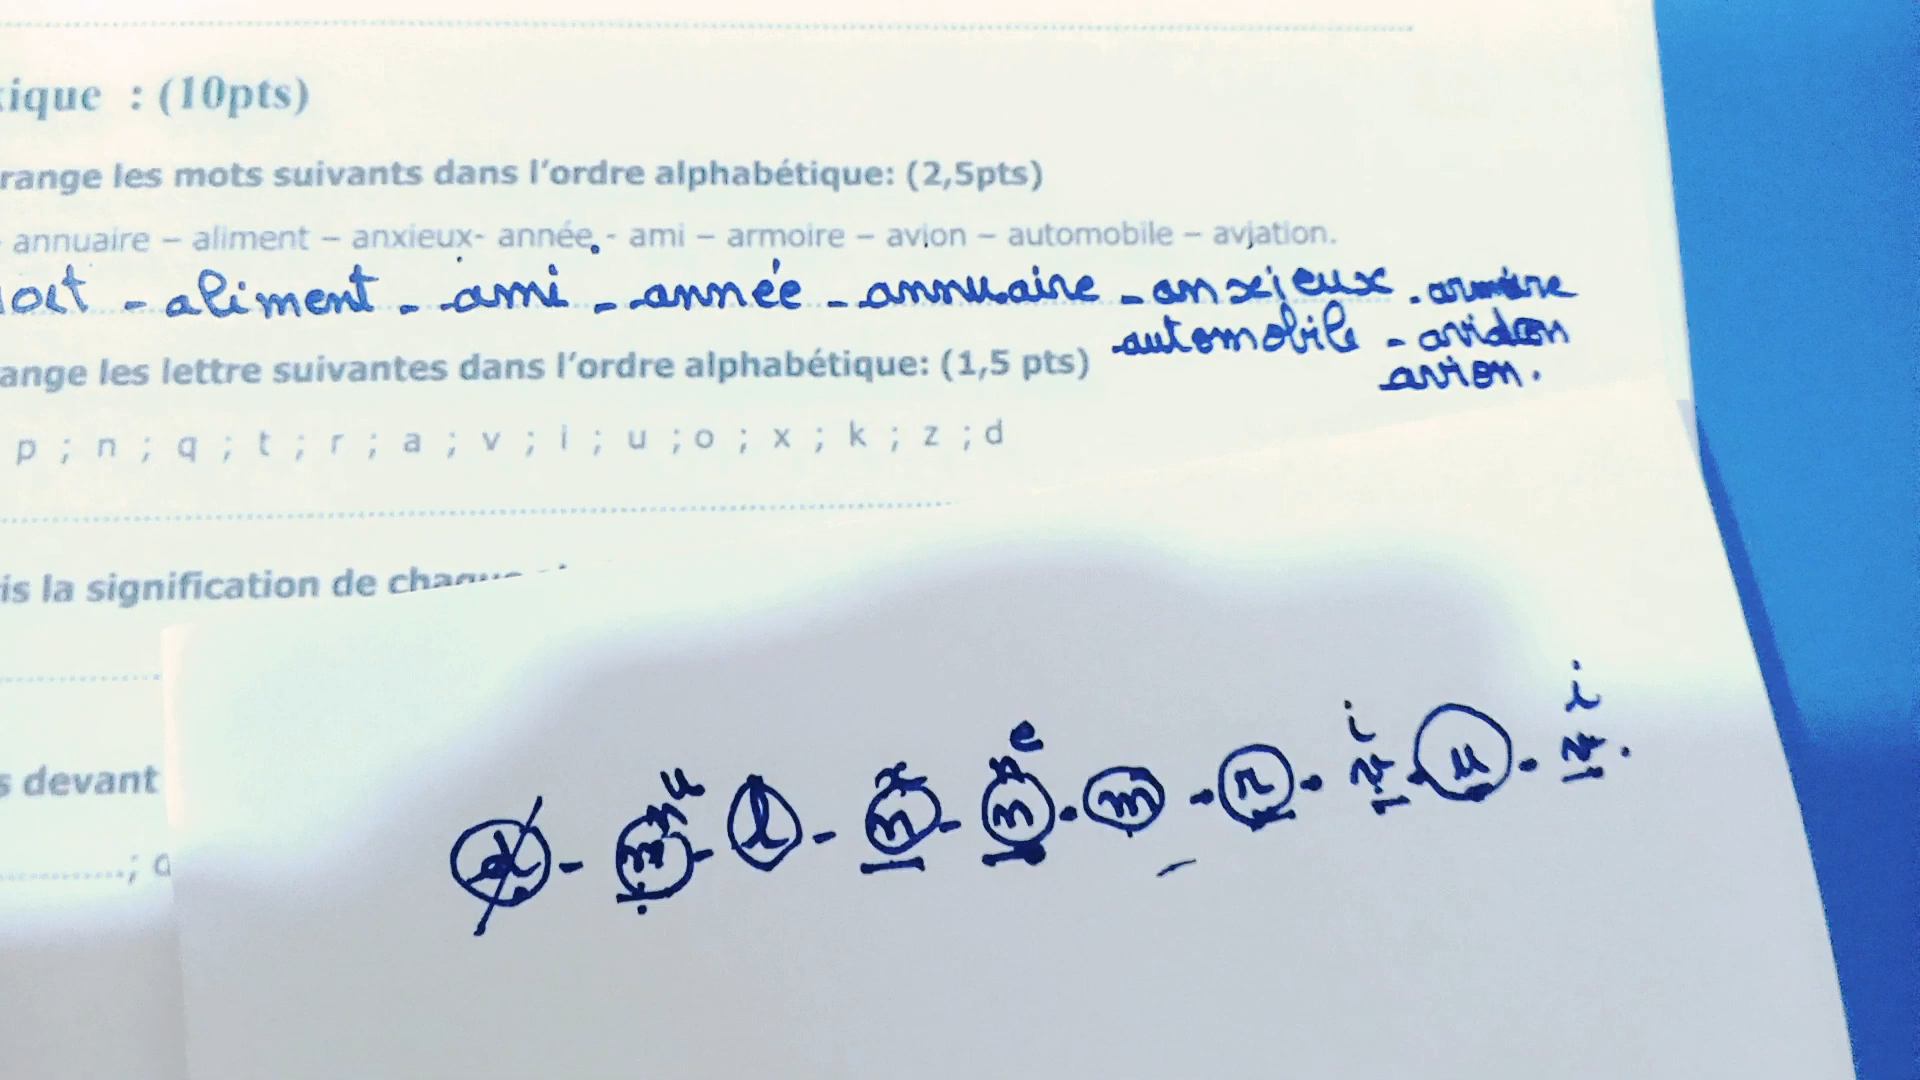 ique : (10pts)
range les mots suivants dans l'ordre alphabétique: (2,5pts)
- annuaire – aliment – anxieux- année - ami – armoire – avion – automobile – aviation.
- aliment - ami - année - annuaire - anxieux - armoire
automobile -
avion.
ange les lettre suivantes dans l'ordre alphabétique: (1,5 pts)
p ; n ; q ; t ; r ; a ; v ; i ; u ;o ; x ; k ; z ;d
is la signification de
s devant
; a
u x e i i
n n
d - n - l - n - n - m - r - v - u - v.